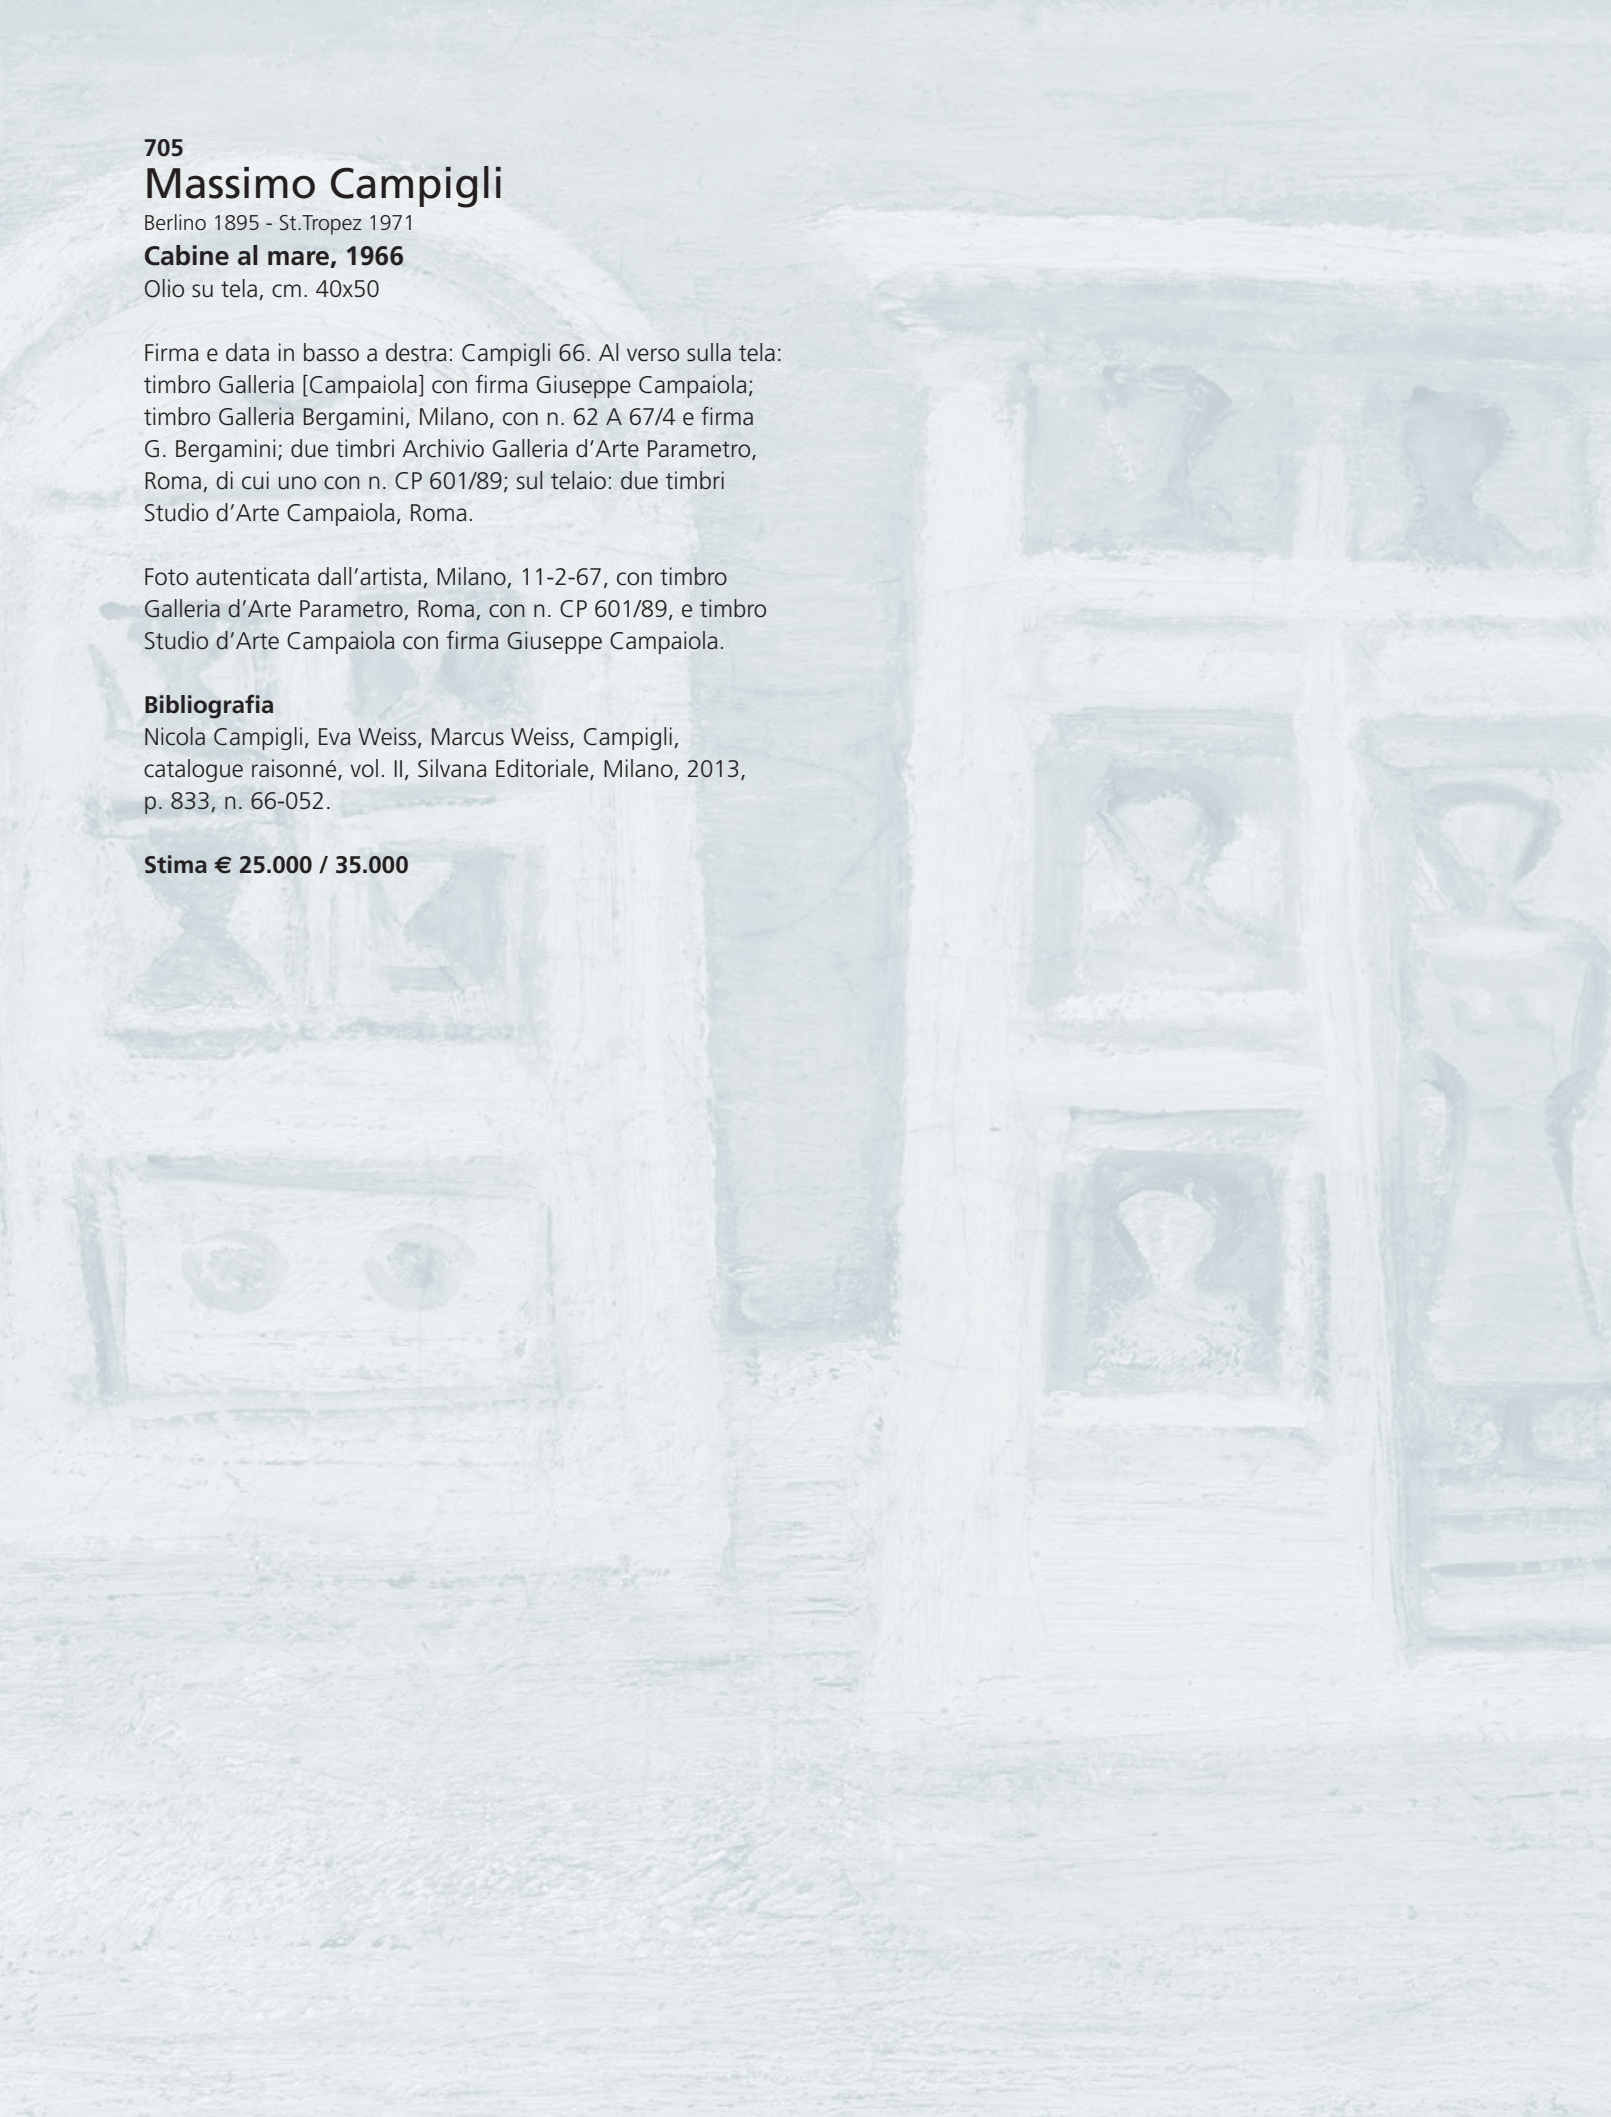 705
Massimo Campigli
Berlino 1895 - St.Tropez 1971
Cabine al mare, 1966
Olio su tela, cm. 40x50
Firma e data in basso a destra: Campigli 66. Al verso sulla tela:
timbro Galleria [Campaiola] con firma Giuseppe Campaiola;
timbro Galleria Bergamini, Milano, con n. 62 A 67/4 e firma
G. Bergamini; due timbri Archivio Galleria d’Arte Parametro,
Roma, di cui uno con n. CP 601/89; sul telaio: due timbri
Studio d’Arte Campaiola, Roma.
Foto autenticata dall’artista, Milano, 11-2-67, con timbro
Galleria d’Arte Parametro, Roma, con n. CP 601/89, e timbro
Studio d’Arte Campaiola con firma Giuseppe Campaiola.
Bibliografia
Nicola Campigli, Eva Weiss, Marcus Weiss, Campigli,
catalogue raisonné, vol. II, Silvana Editoriale, Milano, 2013,
p. 833, n. 66-052.
Stima € 25.000 / 35.000